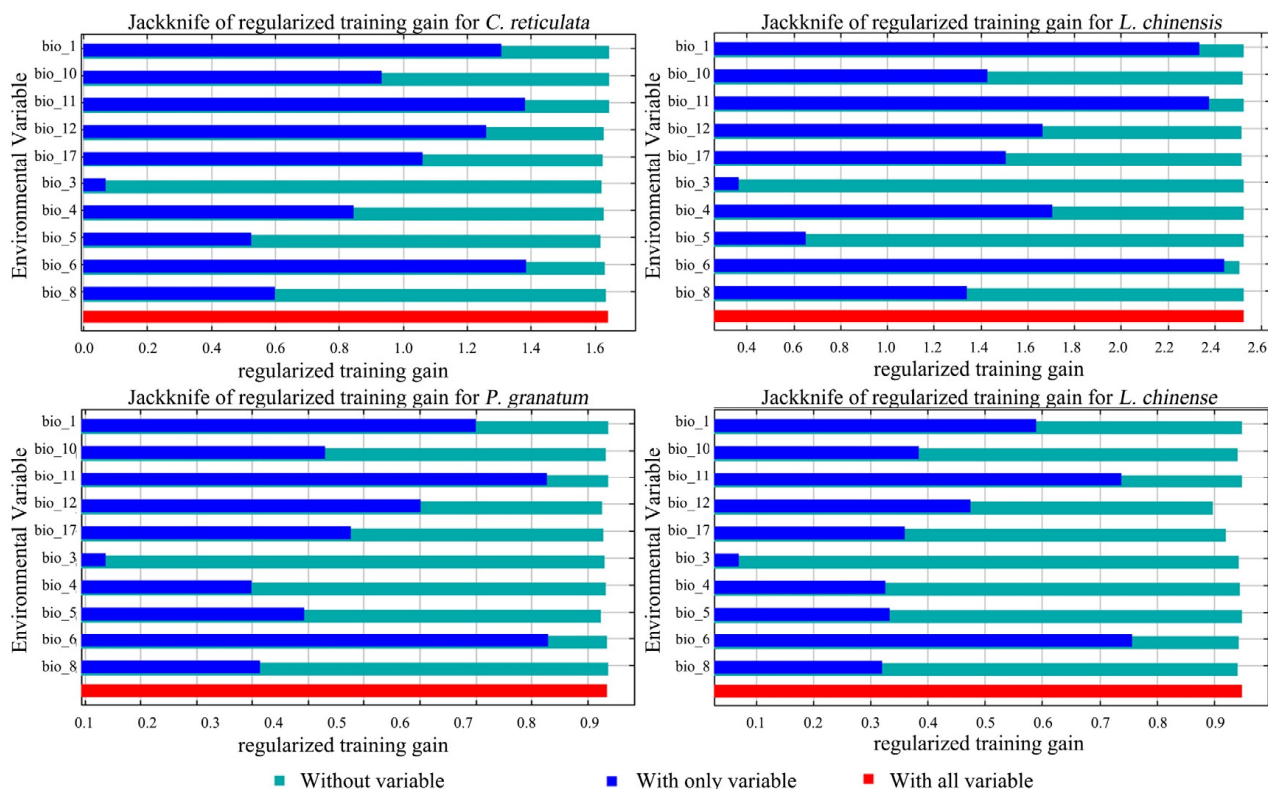 Jackknife of regularized training gain for C. reticulata
Environmental Variable
bio_1
bio_10
bio_11
bio_12
bio_17
bio_3
bio_4
bio_5
bio_6
bio_8
0.0 0.2 0.4 0.6 0.8 1.0 1.2 1.4 1.6
regularized training gain
Jackknife of regularized training gain for L. chinensis
Environmental Variable
bio_1
bio_10
bio_11
bio_12
bio_17
bio_3
bio_4
bio_5
bio_6
bio_8
0.4 0.6 0.8 1.0 1.2 1.4 1.6 1.8 2.0 2.2 2.4 2.6
regularized training gain
Jackknife of regularized training gain for P. granatum
Environmental Variable
bio_1
bio_10
bio_11
bio_12
bio_17
bio_3
bio_4
bio_5
bio_6
bio_8
0.1 0.2 0.5 0.5 0.6 0.7 0.9
regularized training gain
Jackknife of regularized training gain for L. chinense
Environmental Variable
bio_1
bio_10
bio_11
bio_12
bio_17
bio_3
bio_4
bio_5
bio_6
bio_8
0.1 0.2 0.3 0.4 0.5 0.6 0.7 0.8 0.9
regularized training gain
Without variable With only variable With all variable